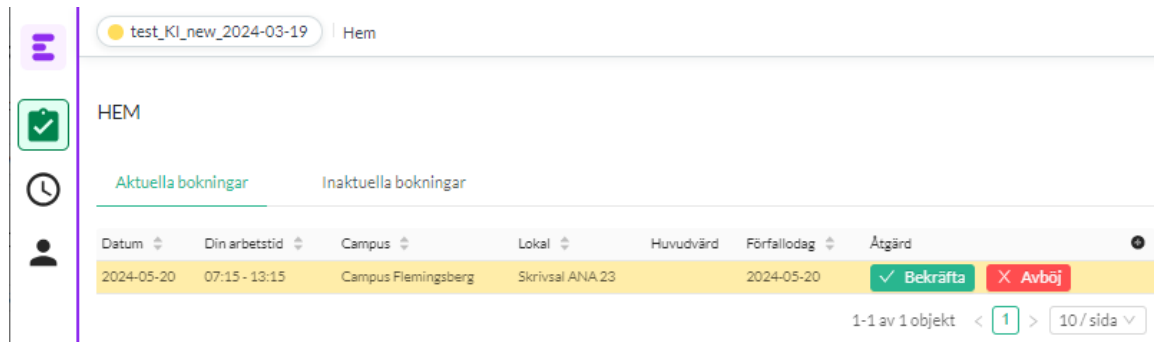 test_KI_new_2024-03-19 Hem
HEM
Aktuella bokningar Inaktuella bokningar
Datum Din arbetstid Campus Lokal Huvudvärd Förfallodag Åtgärd
2024-05-20 07:15 - 13:15 Campus Flemingsberg Skrivsal ANA 23 2024-05-20 Bekräfta Avböj
1-1 av 1 objekt < 1 > 10 / sida